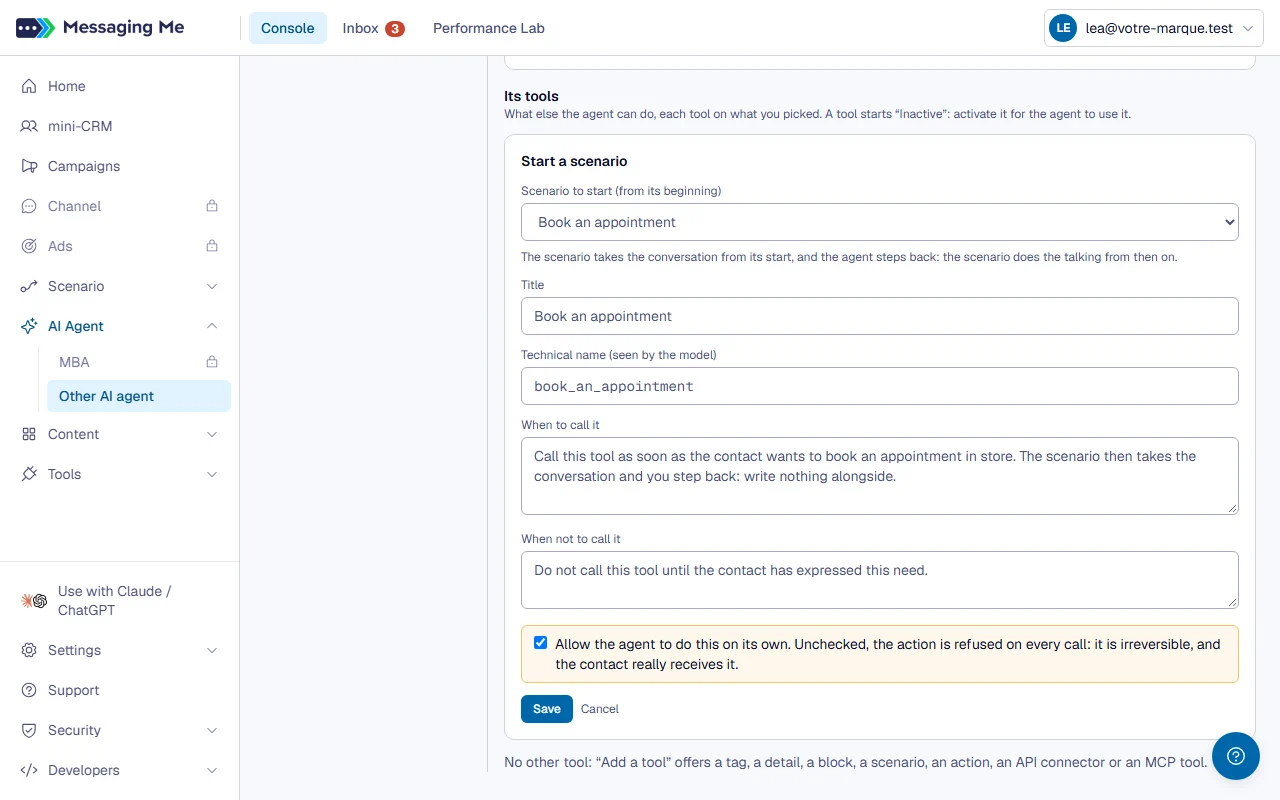 Messaging Me
Console
Inbox 3
Performance Lab
LE lea@votre-marque.test
Home
mini-CRM
Campaigns
Channel
Ads
Scenario
AI Agent
MBA
Other AI agent
Content
Tools
Use with Claude /
ChatGPT
Settings
Support
Security
Developers
Its tools
What else the agent can do, each tool on what you picked. A tool starts “Inactive”: activate it for the agent to use it.
Start a scenario
Scenario to start (from its beginning)
Book an appointment
The scenario takes the conversation from its start, and the agent steps back: the scenario does the talking from then on.
Title
Book an appointment
Technical name (seen by the model)
book_an_appointment
When to call it
Call this tool as soon as the contact wants to book an appointment in store. The scenario then takes the
conversation and you step back: write nothing alongside.
When not to call it
Do not call this tool until the contact has expressed this need.
Allow the agent to do this on its own. Unchecked, the action is refused on every call: it is irreversible, and
the contact really receives it.
Save
Cancel
No other tool: “Add a tool” offers a tag, a detail, a block, a scenario, an action, an API connector or an MCP tool.